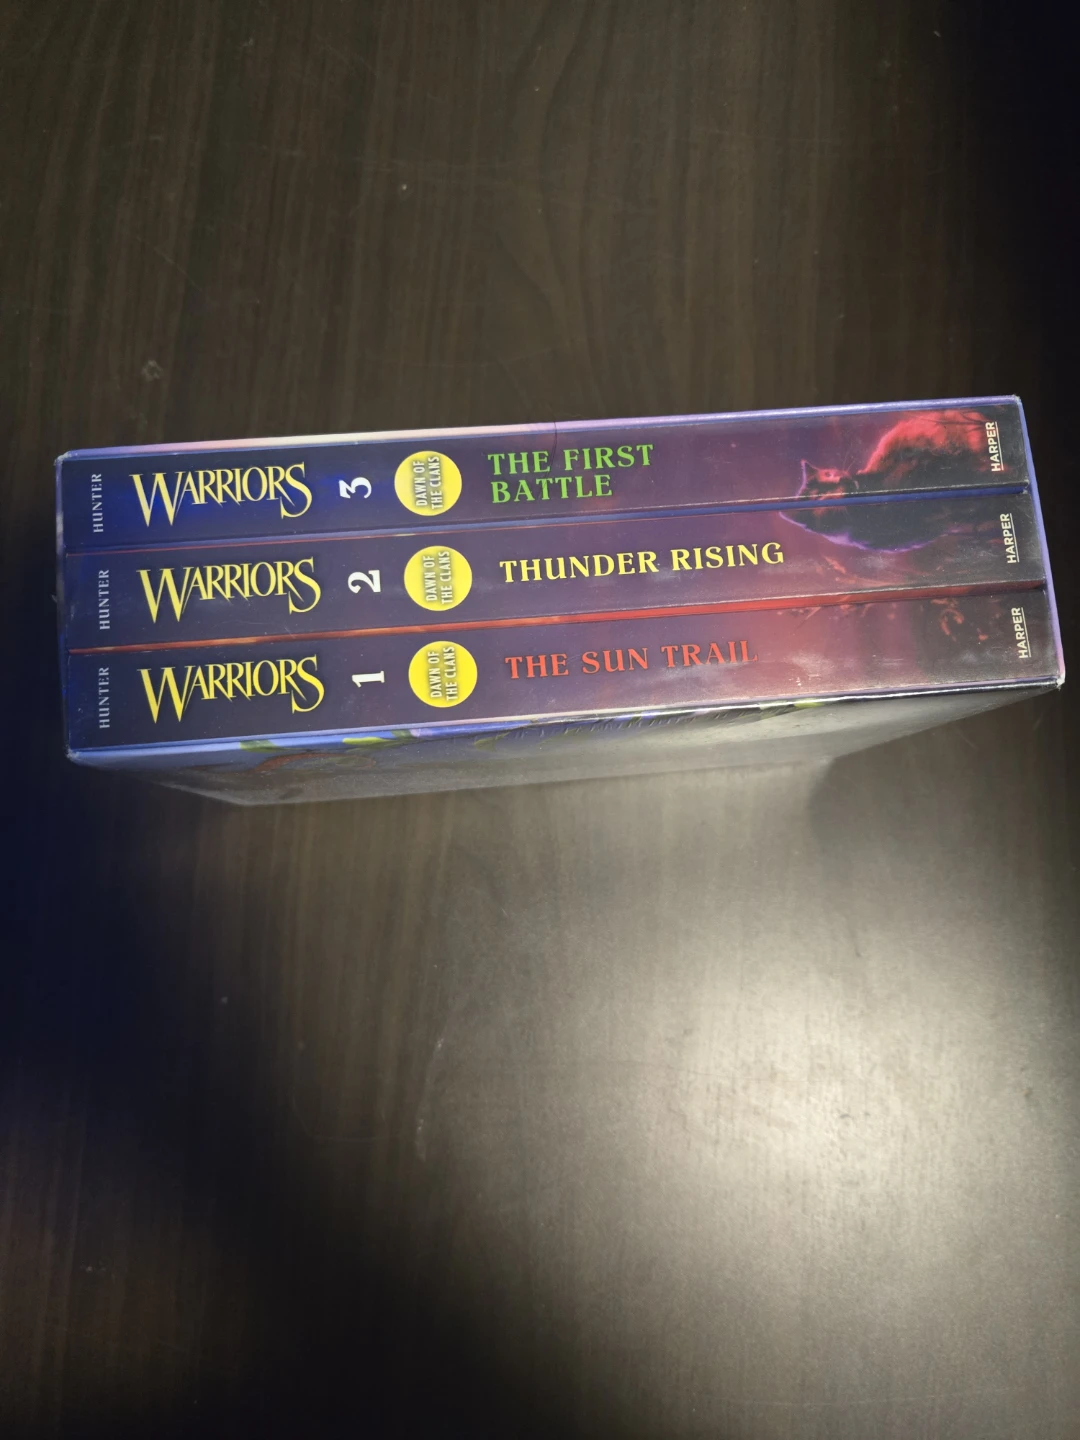 HUNTER
WARRIORS
3
DAWN OF
THE CLANS
THE FIRST
BATTLE
HARPER
HUNTER
WARRIORS
2
DAWN OF
THE CLANS
THUNDER RISING
HARPER
HUNTER
WARRIORS
1
DAWN OF
THE CLANS
THE SUN TRAIL
HARPER